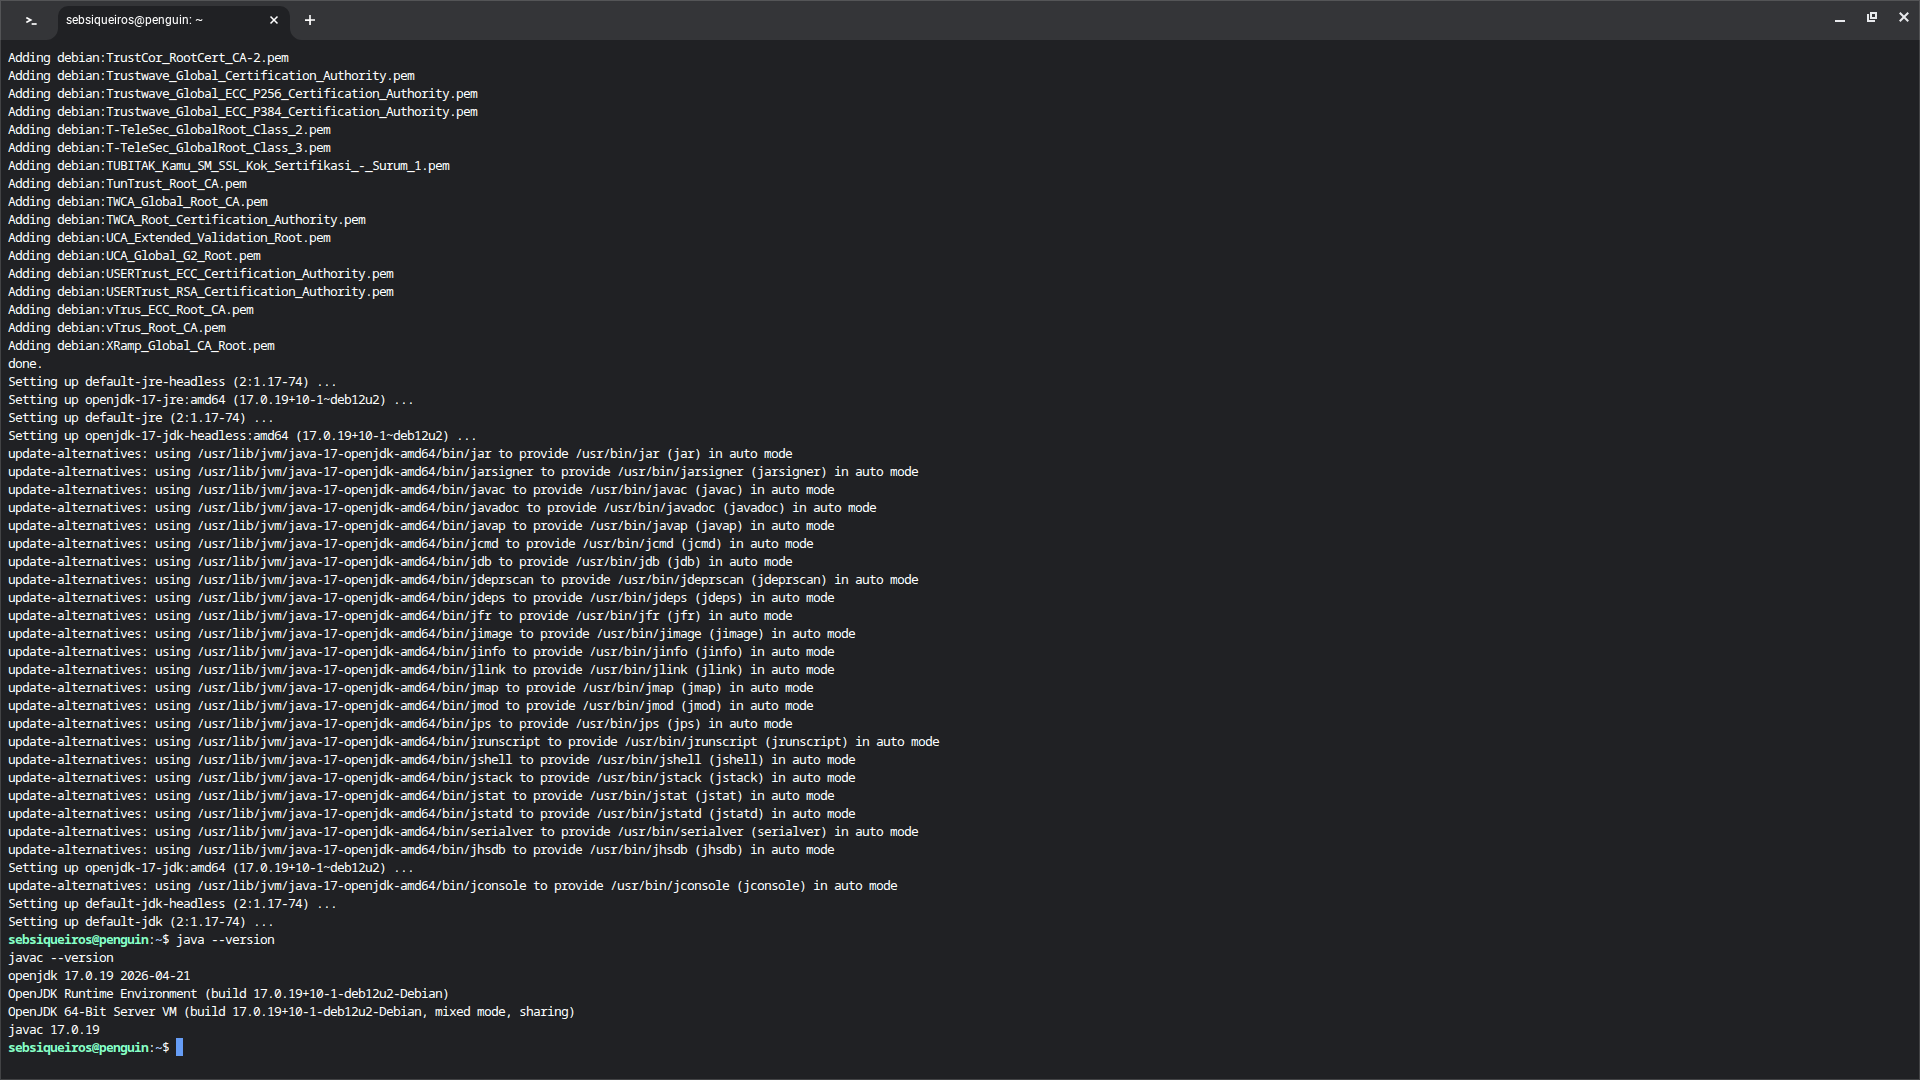 sebsiqueiros@penguin: ~
Adding debian:TrustCor_RootCert_CA-2.pem
Adding debian:Trustwave_Global_Certification_Authority.pem
Adding debian:Trustwave_Global_ECC_P256_Certification_Authority.pem
Adding debian:Trustwave_Global_ECC_P384_Certification_Authority.pem
Adding debian:T-TeleSec_GlobalRoot_Class_2.pem
Adding debian:T-TeleSec_GlobalRoot_Class_3.pem
Adding debian:TUBITAK_Kamu_SM_SSL_Kok_Sertifikasi_-_Surum_1.pem
Adding debian:TunTrust_Root_CA.pem
Adding debian:TWCA_Global_Root_CA.pem
Adding debian:TWCA_Root_Certification_Authority.pem
Adding debian:UCA_Extended_Validation_Root.pem
Adding debian:UCA_Global_G2_Root.pem
Adding debian:USERTrust_ECC_Certification_Authority.pem
Adding debian:USERTrust_RSA_Certification_Authority.pem
Adding debian:vTrus_ECC_Root_CA.pem
Adding debian:vTrus_Root_CA.pem
Adding debian:XRamp_Global_CA_Root.pem
done.
Setting up default-jre-headless (2:1.17-74) ...
Setting up openjdk-17-jre:amd64 (17.0.19+10-1~deb12u2) ...
Setting up default-jre (2:1.17-74) ...
Setting up openjdk-17-jdk-headless:amd64 (17.0.19+10-1~deb12u2) ...
update-alternatives: using /usr/lib/jvm/java-17-openjdk-amd64/bin/jar to provide /usr/bin/jar (jar) in auto mode
update-alternatives: using /usr/lib/jvm/java-17-openjdk-amd64/bin/jarsigner to provide /usr/bin/jarsigner (jarsigner) in auto mode
update-alternatives: using /usr/lib/jvm/java-17-openjdk-amd64/bin/javac to provide /usr/bin/javac (javac) in auto mode
update-alternatives: using /usr/lib/jvm/java-17-openjdk-amd64/bin/javadoc to provide /usr/bin/javadoc (javadoc) in auto mode
update-alternatives: using /usr/lib/jvm/java-17-openjdk-amd64/bin/javap to provide /usr/bin/javap (javap) in auto mode
update-alternatives: using /usr/lib/jvm/java-17-openjdk-amd64/bin/jcmd to provide /usr/bin/jcmd (jcmd) in auto mode
update-alternatives: using /usr/lib/jvm/java-17-openjdk-amd64/bin/jdb to provide /usr/bin/jdb (jdb) in auto mode
update-alternatives: using /usr/lib/jvm/java-17-openjdk-amd64/bin/jdeprscan to provide /usr/bin/jdeprscan (jdeprscan) in auto mode
update-alternatives: using /usr/lib/jvm/java-17-openjdk-amd64/bin/jdeps to provide /usr/bin/jdeps (jdeps) in auto mode
update-alternatives: using /usr/lib/jvm/java-17-openjdk-amd64/bin/jfr to provide /usr/bin/jfr (jfr) in auto mode
update-alternatives: using /usr/lib/jvm/java-17-openjdk-amd64/bin/jimage to provide /usr/bin/jimage (jimage) in auto mode
update-alternatives: using /usr/lib/jvm/java-17-openjdk-amd64/bin/jinfo to provide /usr/bin/jinfo (jinfo) in auto mode
update-alternatives: using /usr/lib/jvm/java-17-openjdk-amd64/bin/jlink to provide /usr/bin/jlink (jlink) in auto mode
update-alternatives: using /usr/lib/jvm/java-17-openjdk-amd64/bin/jmap to provide /usr/bin/jmap (jmap) in auto mode
update-alternatives: using /usr/lib/jvm/java-17-openjdk-amd64/bin/jmod to provide /usr/bin/jmod (jmod) in auto mode
update-alternatives: using /usr/lib/jvm/java-17-openjdk-amd64/bin/jps to provide /usr/bin/jps (jps) in auto mode
update-alternatives: using /usr/lib/jvm/java-17-openjdk-amd64/bin/jrunscript to provide /usr/bin/jrunscript (jrunscript) in auto mode
update-alternatives: using /usr/lib/jvm/java-17-openjdk-amd64/bin/jshell to provide /usr/bin/jshell (jshell) in auto mode
update-alternatives: using /usr/lib/jvm/java-17-openjdk-amd64/bin/jstack to provide /usr/bin/jstack (jstack) in auto mode
update-alternatives: using /usr/lib/jvm/java-17-openjdk-amd64/bin/jstat to provide /usr/bin/jstat (jstat) in auto mode
update-alternatives: using /usr/lib/jvm/java-17-openjdk-amd64/bin/jstatd to provide /usr/bin/jstatd (jstatd) in auto mode
update-alternatives: using /usr/lib/jvm/java-17-openjdk-amd64/bin/serialver to provide /usr/bin/serialver (serialver) in auto mode
update-alternatives: using /usr/lib/jvm/java-17-openjdk-amd64/bin/jhsdb to provide /usr/bin/jhsdb (jhsdb) in auto mode
Setting up openjdk-17-jdk:amd64 (17.0.19+10-1~deb12u2) ...
update-alternatives: using /usr/lib/jvm/java-17-openjdk-amd64/bin/jconsole to provide /usr/bin/jconsole (jconsole) in auto mode
Setting up default-jdk-headless (2:1.17-74) ...
Setting up default-jdk (2:1.17-74) ...
sebsiqueiros@penguin:~$ java --version
javac --version
openjdk 17.0.19 2026-04-21
OpenJDK Runtime Environment (build 17.0.19+10-1-deb12u2-Debian)
OpenJDK 64-Bit Server VM (build 17.0.19+10-1-deb12u2-Debian, mixed mode, sharing)
javac 17.0.19
sebsiqueiros@penguin:~$